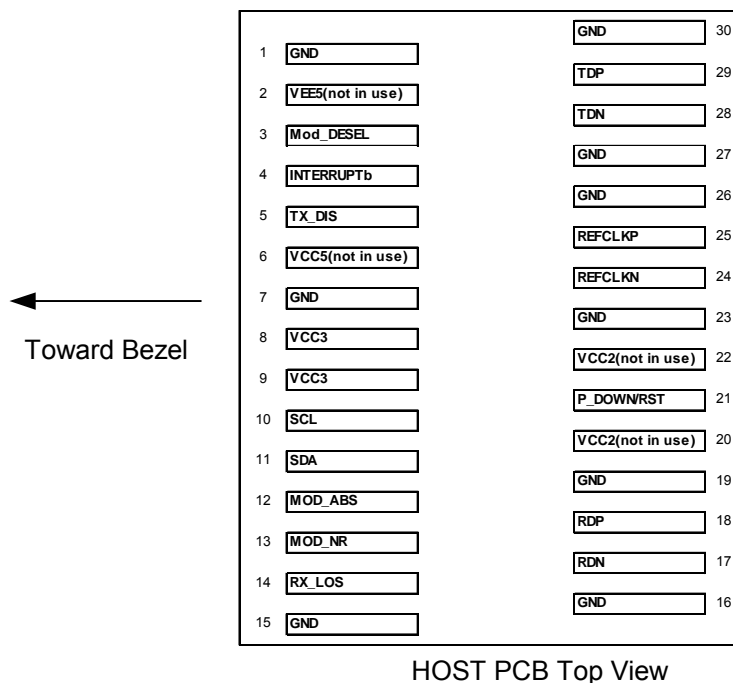 GND 30
1 GND
TDP 29
2 VEE5(not in use)
TDN 28
3 Mod_DESEL
GND 27
4 INTERRUPTb
GND 26
5 TX_DIS
REFCLKP 25
6 VCC5(not in use)
REFCLKN 24
7 GND
GND 23
8 VCC3
Toward Bezel
VCC2(not in use) 22
9 VCC3
P_DOWN/RST 21
10 SCL
VCC2(not in use) 20
11 SDA
GND 19
12 MOD_ABS
RDP 18
13 MOD_NR
RDN 17
14 RX_LOS
GND 16
15 GND
HOST PCB Top View